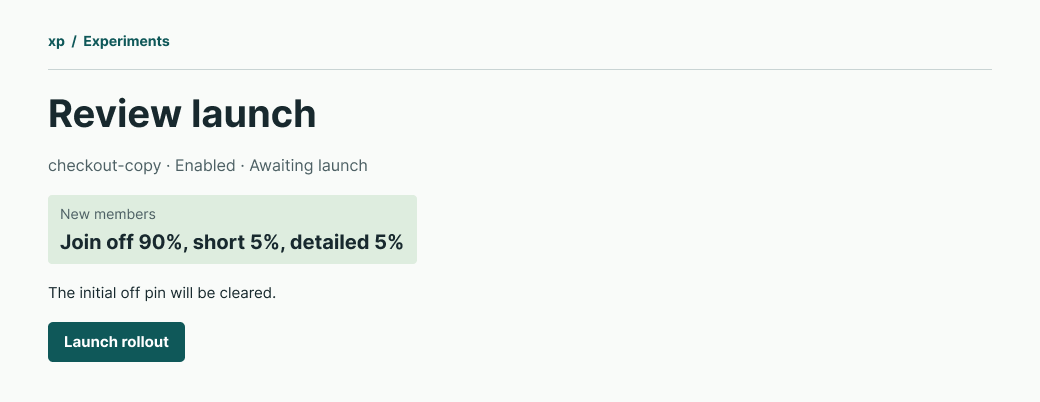 xp / Experiments
Review launch
checkout-copy · Enabled · Awaiting launch
New members
Join off 90%, short 5%, detailed 5%
The initial off pin will be cleared.
Launch rollout